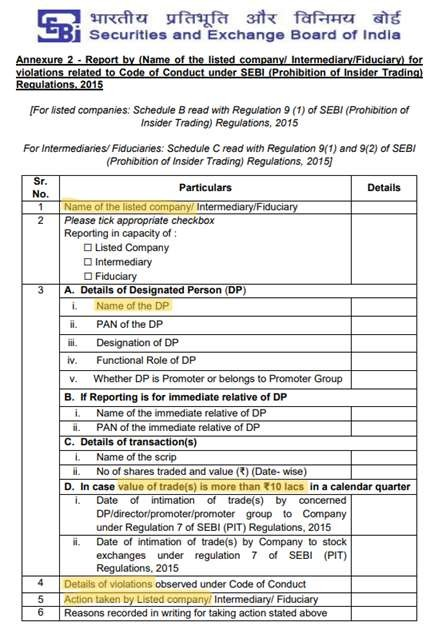 भारतीय प्रतिभूति और विनिमय बोर्ड
Securities and Exchange Board of India
Annexure 2 - Report by (Name of the listed company/ Intermediary/Fiduciary) for
violations related to Code of Conduct under SEBI (Prohibition of Insider Trading)
Regulations, 2015
[For listed companies: Schedule B read with Regulation 9 (1) of SEBI (Prohibition of
Insider Trading) Regulations, 2015
For Intermediaries/ Fiduciaries: Schedule C read with Regulation 9(1) and 9(2) of SEBI
(Prohibition of Insider Trading) Regulations, 2015]
Sr. No. Particulars Details
1 Name of the listed company/ Intermediary/Fiduciary
2 Please tick appropriate checkbox
Reporting in capacity of :
☐ Listed Company
☐ Intermediary
☐ Fiduciary
3 A. Details of Designated Person (DP)
i. Name of the DP
ii. PAN of the DP
iii. Designation of DP
iv. Functional Role of DP
v. Whether DP is Promoter or belongs to Promoter Group
B. If Reporting is for immediate relative of DP
i. Name of the immediate relative of DP
ii. PAN of the immediate relative of DP
C. Details of transaction(s)
i. Name of the scrip
ii. No of shares traded and value (₹) (Date- wise)
D. In case value of trade(s) is more than ₹10 lacs in a calendar quarter
i. Date of intimation of trade(s) by concerned
DP/director/promoter/promoter group to Company
under Regulation 7 of SEBI (PIT) Regulations, 2015
ii. Date of intimation of trade(s) by Company to stock
exchanges under regulation 7 of SEBI (PIT)
Regulations, 2015
4 Details of violations observed under Code of Conduct
5 Action taken by Listed company/ Intermediary/ Fiduciary
6 Reasons recorded in writing for taking action stated above